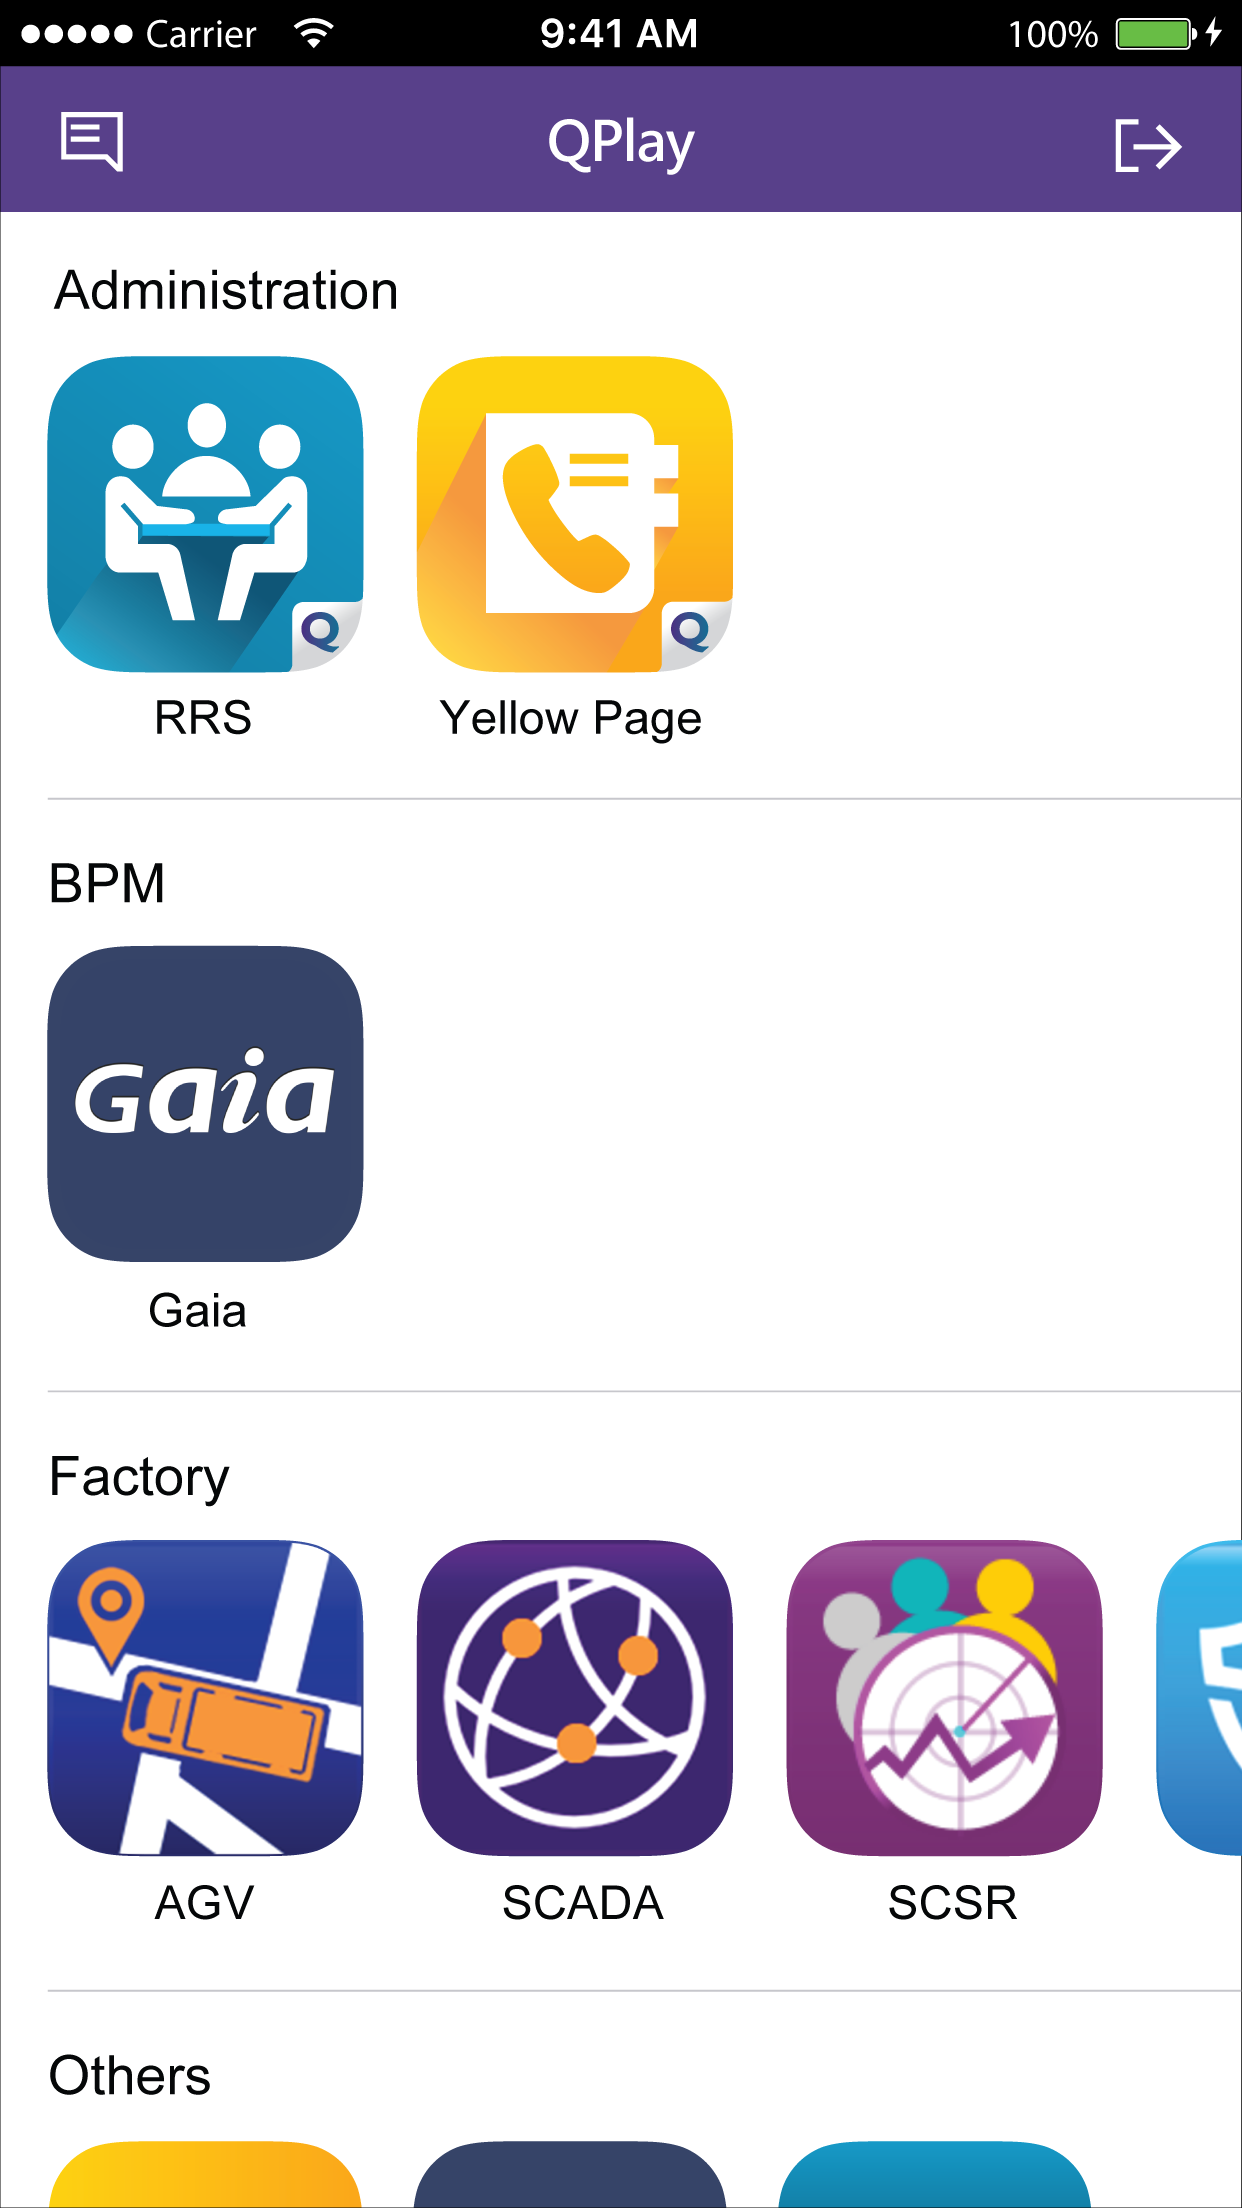 Carrier 9:41 AM 100%
QPlay
Administration
Q Q
RRS Yellow Page
BPM
Gaia
Gaia
Factory
AGV SCADA SCSR
Others